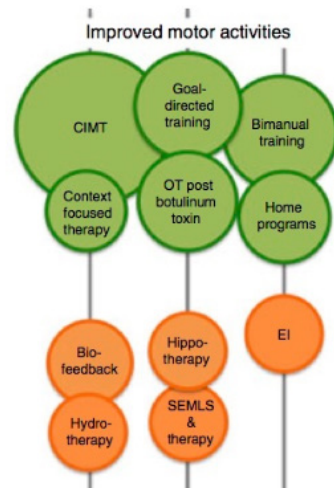 Improved motor activities
CIMT
Goal-
directed
training
Bimanual
training
Context
focused
therapy
OT post
botulinum
toxin
Home
programs
Bio-
feedback
Hippo-
therapy
EI
Hydro-
therapy
SEMLS
&
therapy